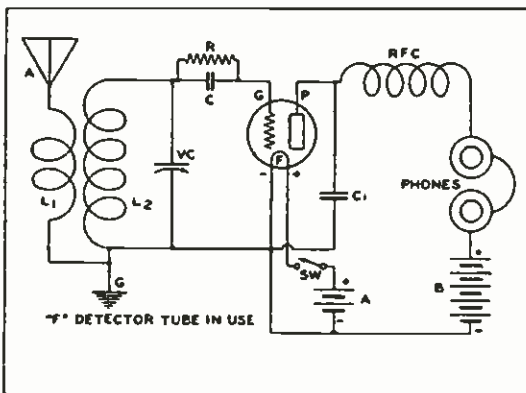 A
R
RFC
C
G
P
VC
F
- +
L1
L2
C1
PHONES
SW
+
A
-
+
B
-
G
"F" DETECTOR TUBE IN USE